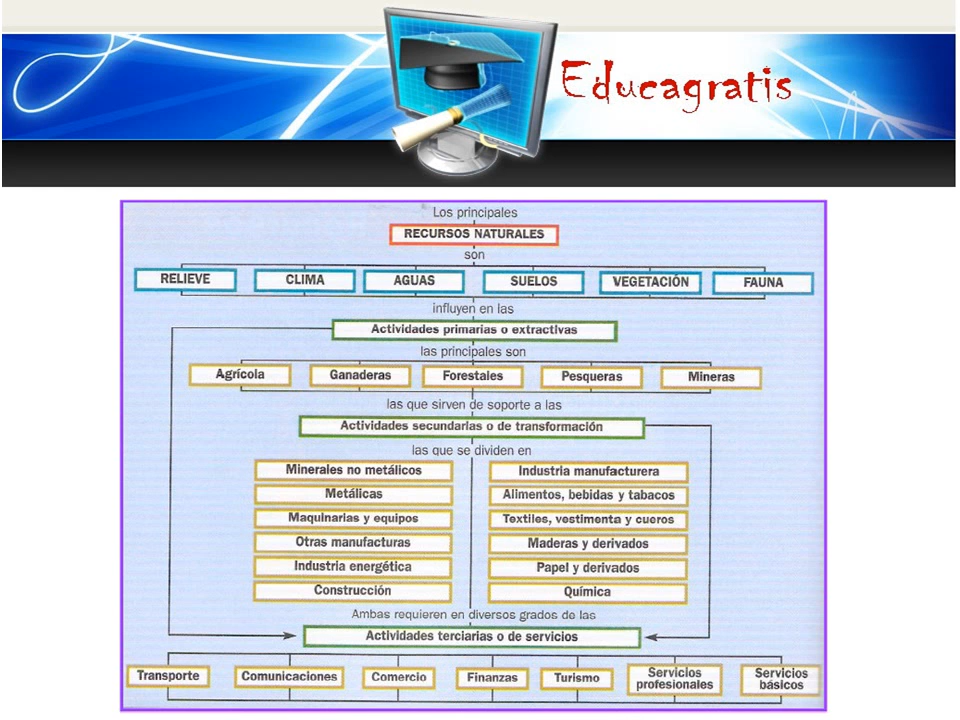 Educagratis
Los principales
RECURSOS NATURALES
son
RELIEVE CLIMA AGUAS SUELOS VEGETACIÓN FAUNA
influyen en las
Actividades primarias o extractivas
las principales son
Agrícola Ganaderas Forestales Pesqueras Mineras
las que sirven de soporte a las
Actividades secundarias o de transformación
las que se dividen en
Minerales no metálicos Industria manufacturera
Metálicas Alimentos, bebidas y tabacos
Maquinarias y equipos Textiles, vestimenta y cueros
Otras manufacturas Maderas y derivados
Industria energética Papel y derivados
Construcción Química
Ambas requieren en diversos grados de las
Actividades terciarias o de servicios
Transporte Comunicaciones Comercio Finanzas Turismo Servicios profesionales Servicios básicos